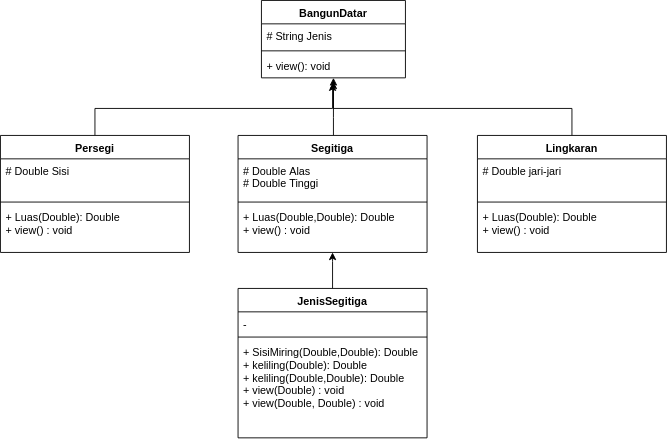 BangunDatar
# String Jenis
+ view(): void
Persegi
# Double Sisi
+ Luas(Double): Double
+ view() : void
Segitiga
# Double Alas
# Double Tinggi
+ Luas(Double,Double): Double
+ view() : void
Lingkaran
# Double jari-jari
+ Luas(Double): Double
+ view() : void
JenisSegitiga
-
+ SisiMiring(Double,Double): Double
+ keliling(Double): Double
+ keliling(Double,Double): Double
+ view(Double) : void
+ view(Double, Double) : void